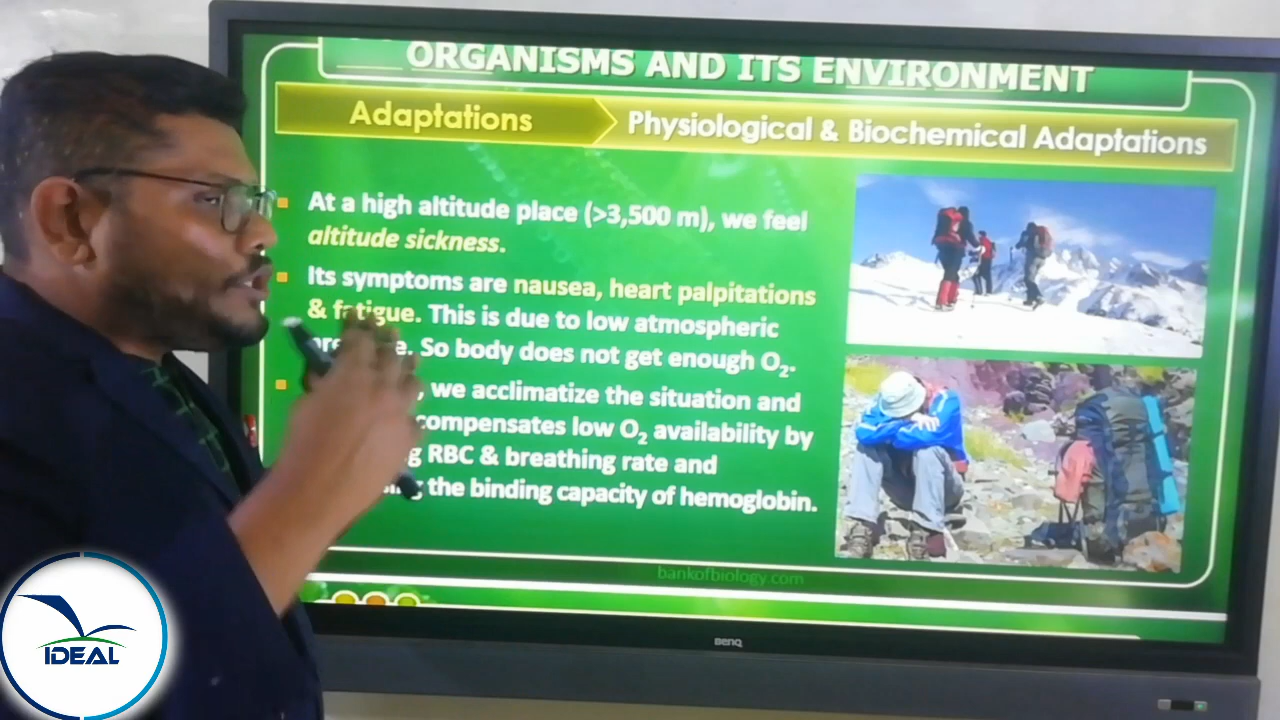 ORGANISMS AND ITS ENVIRONMENT
Adaptations
Physiological & Biochemical Adaptations
At a high altitude place (>3,500 m), we feel
altitude sickness.
Its symptoms are nausea, heart palpitations
& fatigue. This is due to low atmospheric
So body does not get enough O₂.
, we acclimatize the situation and
compensates low O₂ availability by
RBC & breathing rate and
the binding capacity of hemoglobin.
bankofbiology.com
BenQ
IDEAL